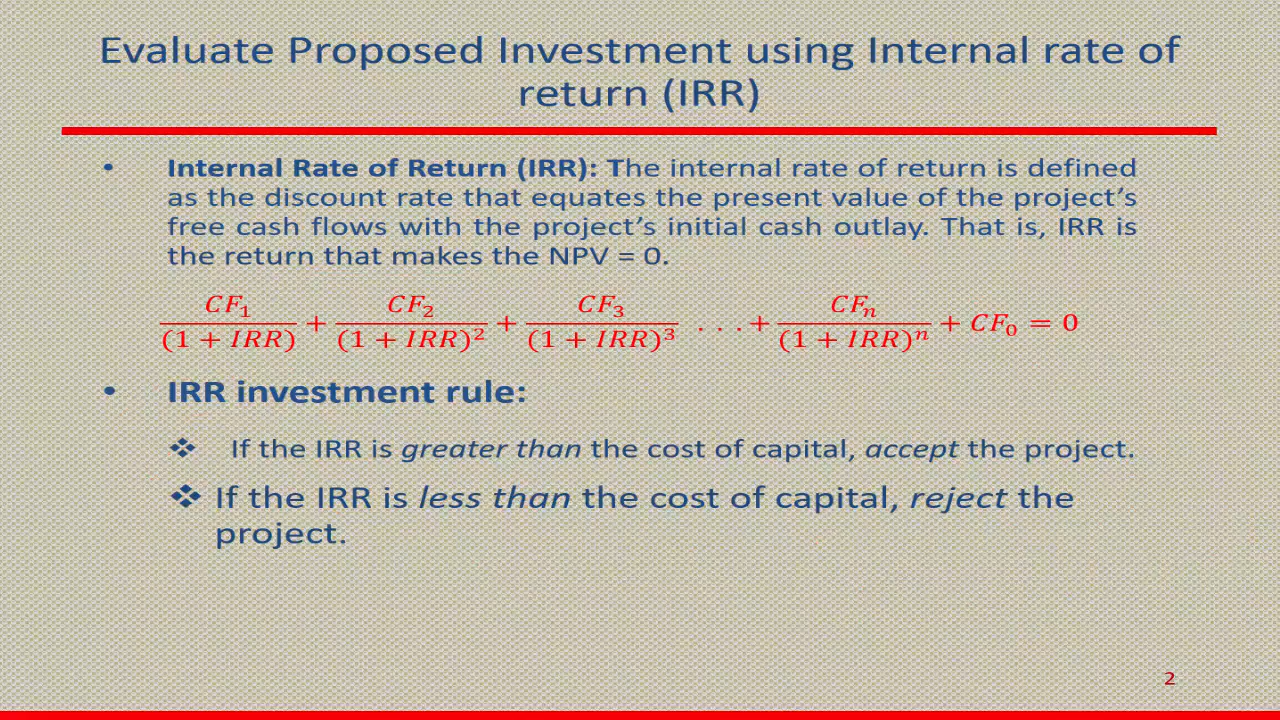 Evaluate Proposed Investment using Internal rate of
return (IRR)
• Internal Rate of Return (IRR): The internal rate of return is defined
as the discount rate that equates the present value of the project’s
free cash flows with the project’s initial cash outlay. That is, IRR is
the return that makes the NPV = 0.
CF₁/(1 + IRR) + CF₂/(1 + IRR)² + CF₃/(1 + IRR)³ . . . + CFₙ/(1 + IRR)ⁿ + CF₀ = 0
• IRR investment rule:
❖ If the IRR is greater than the cost of capital, accept the project.
❖ If the IRR is less than the cost of capital, reject the
project.
2